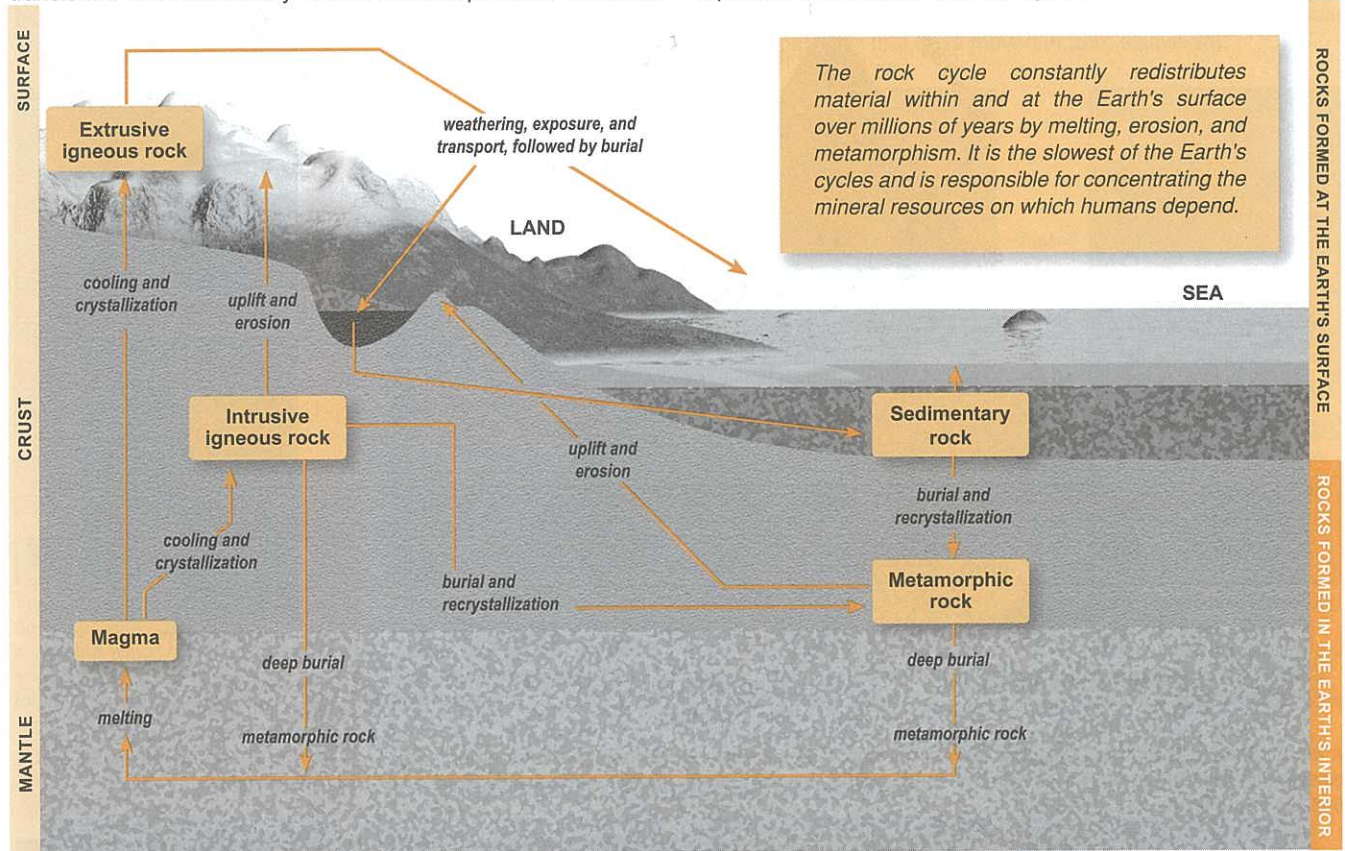 SURFACE
CRUST
MANTLE
Extrusive
igneous rock
weathering, exposure, and
transport, followed by burial
The rock cycle constantly redistributes
material within and at the Earth's surface
over millions of years by melting, erosion, and
metamorphism. It is the slowest of the Earth's
cycles and is responsible for concentrating the
mineral resources on which humans depend.
LAND
SEA
cooling and
crystallization
uplift and
erosion
Intrusive
igneous rock
uplift and
erosion
Sedimentary
rock
burial and
recrystallization
cooling and
crystallization
burial and
recrystallization
Metamorphic
rock
Magma
deep burial
deep burial
melting
metamorphic rock
metamorphic rock
ROCKS FORMED AT THE EARTH'S SURFACE
ROCKS FORMED IN THE EARTH'S INTERIOR